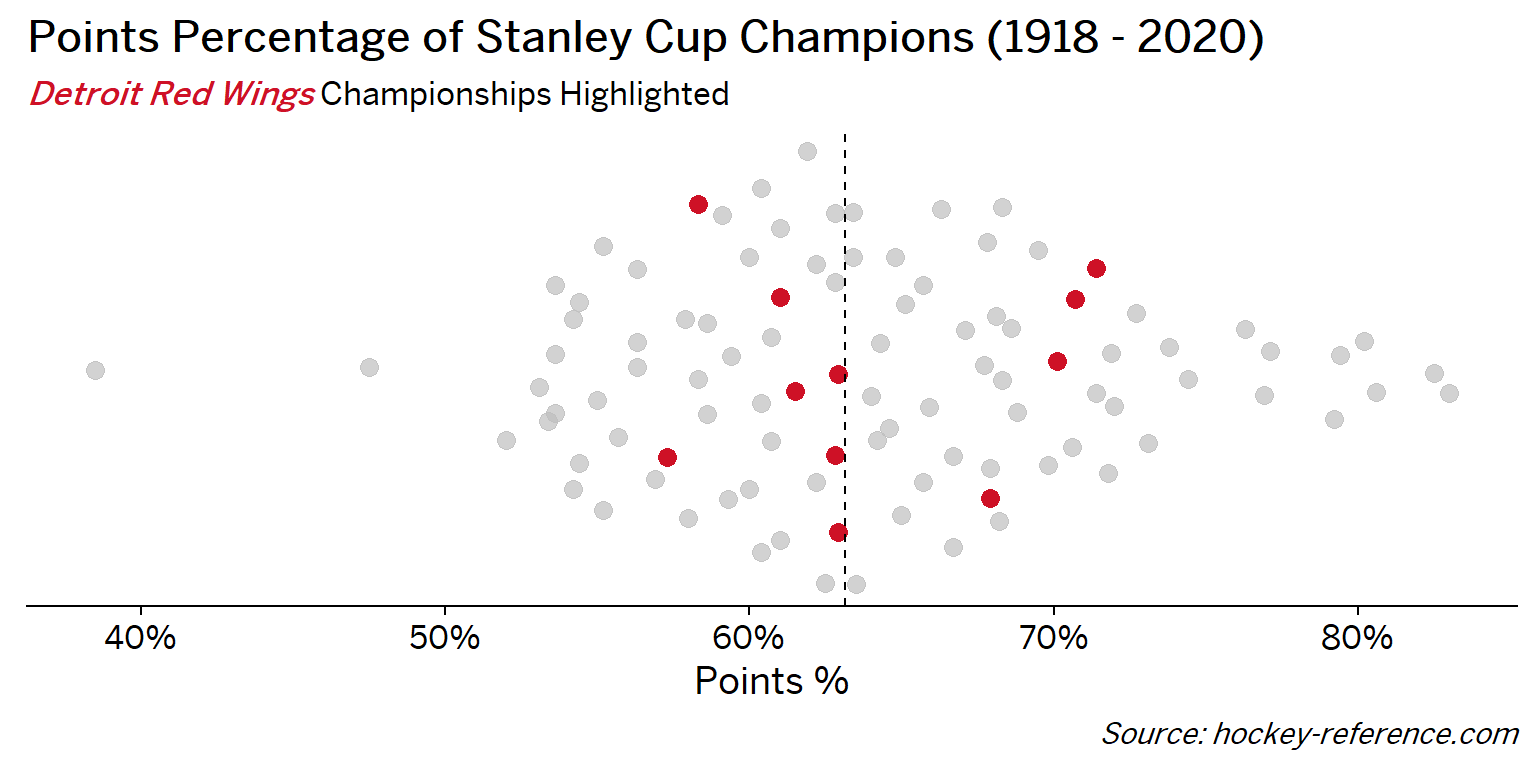 Points Percentage of Stanley Cup Champions (1918 - 2020)
Detroit Red Wings Championships Highlighted
40% 50% 60% 70% 80%
Points %
Source: hockey-reference.com